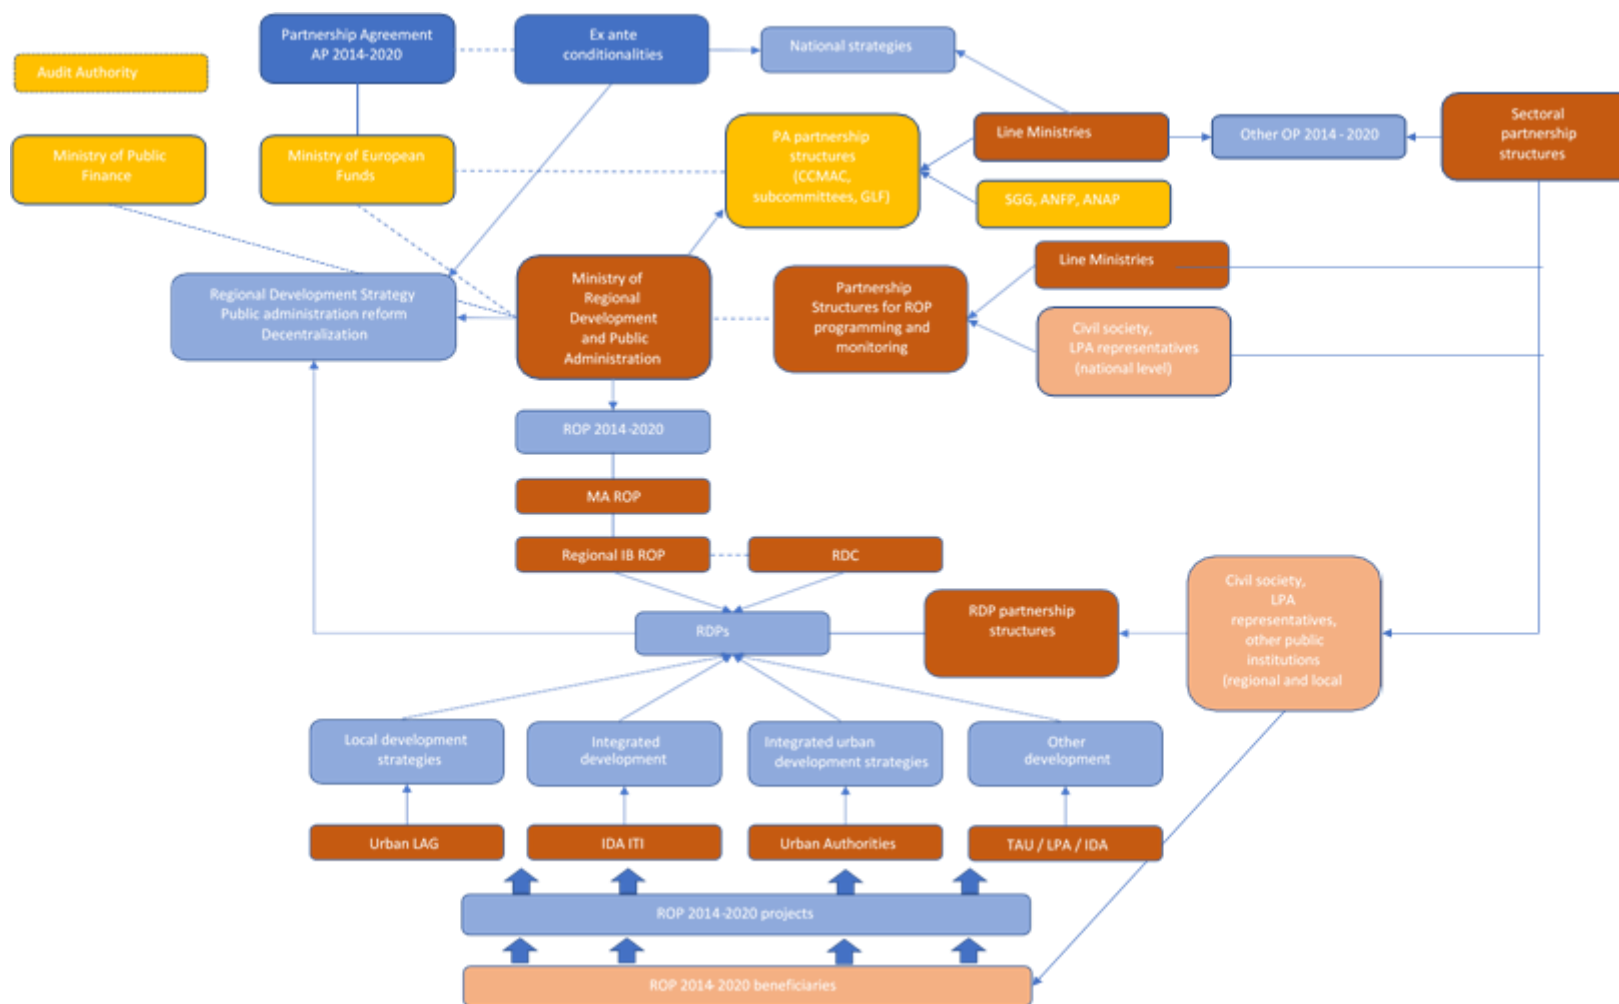 Partnership Agreement
AP 2014-2020
Ex ante
conditionalities
National strategies
Audit Authority
Ministry of Public
Finance
Ministry of European
Funds
PA partnership
structures
(CCMAC,
subcommittees, GLF)
Line Ministries
SGG, ANFP, ANAP
Other OP 2014 - 2020
Sectoral
partnership
structures
Regional Development Strategy
Public administration reform
Decentralization
Ministry of
Regional
Development
and Public
Administration
Partnership
Structures for ROP
programming and
monitoring
Line Ministries
Civil society,
LPA representatives
(national level)
ROP 2014-2020
MA ROP
Regional IB ROP
RDC
RDPs
RDP partnership
structures
Civil society,
LPA
representatives,
other public
institutions
(regional and local
Local development
strategies
Integrated
development
Integrated urban
development strategies
Other
development
Urban LAG
IDA ITI
Urban Authorities
TAU / LPA / IDA
ROP 2014-2020 projects
ROP 2014-2020 beneficiaries